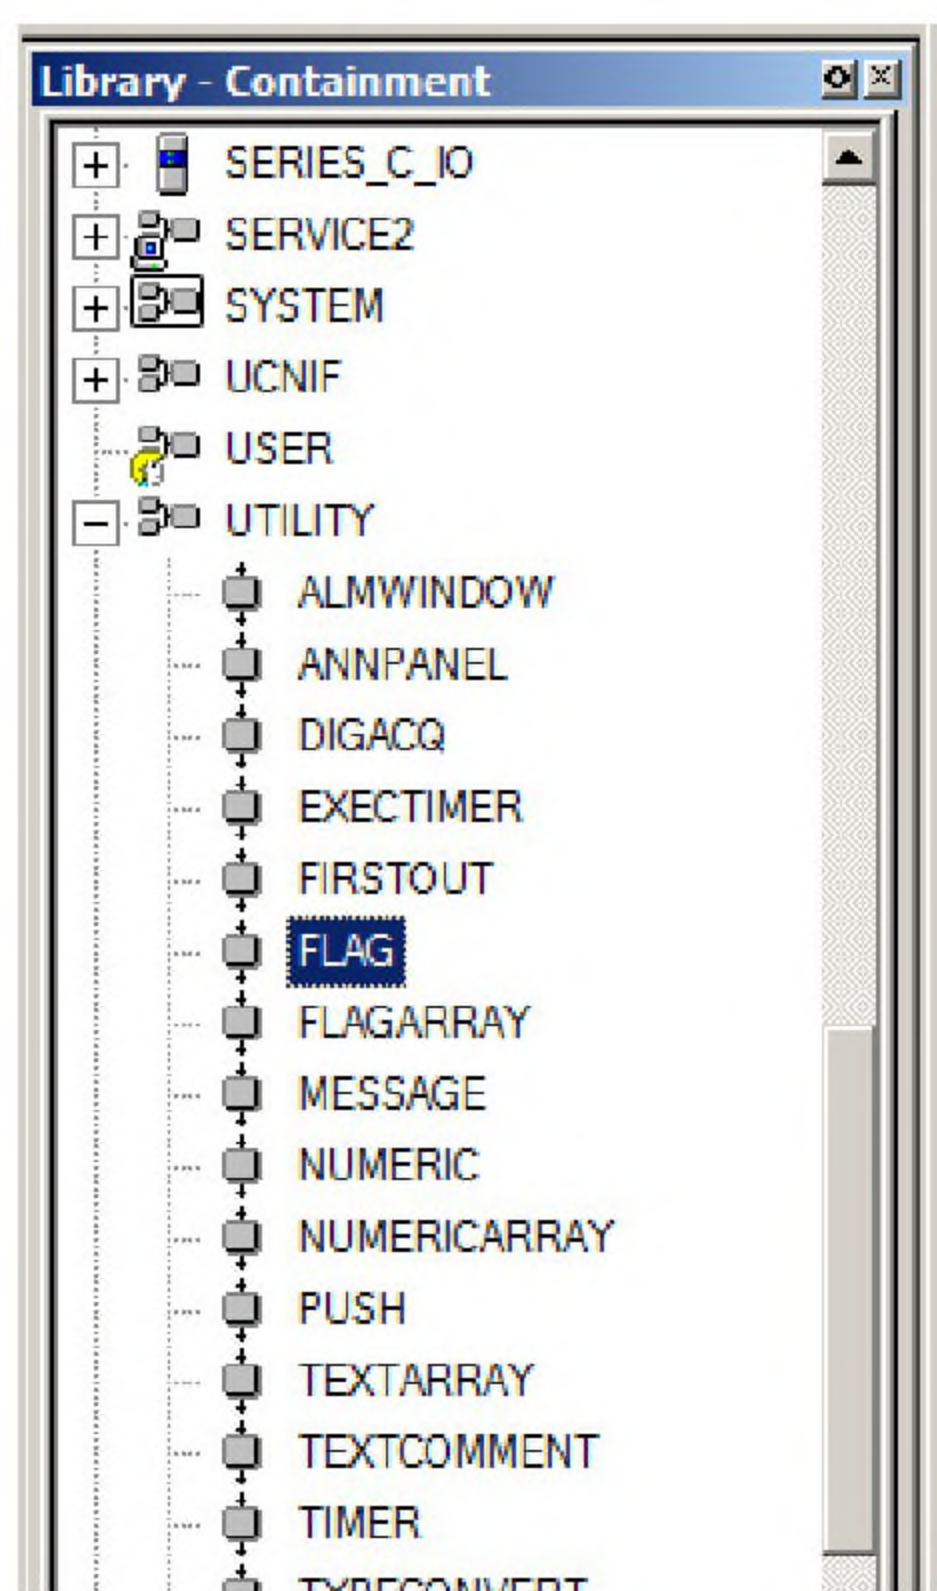 Library - Containment
SERIES_C_IO
SERVICE2
SYSTEM
UCNIF
USER
UTILITY
ALMWINDOW
ANNPANEL
DIGACQ
EXECTIMER
FIRSTOUT
FLAG
FLAGARRAY
MESSAGE
NUMERIC
NUMERICARRAY
PUSH
TEXTARRAY
TEXTCOMMENT
TIMER
TYPECONVERT